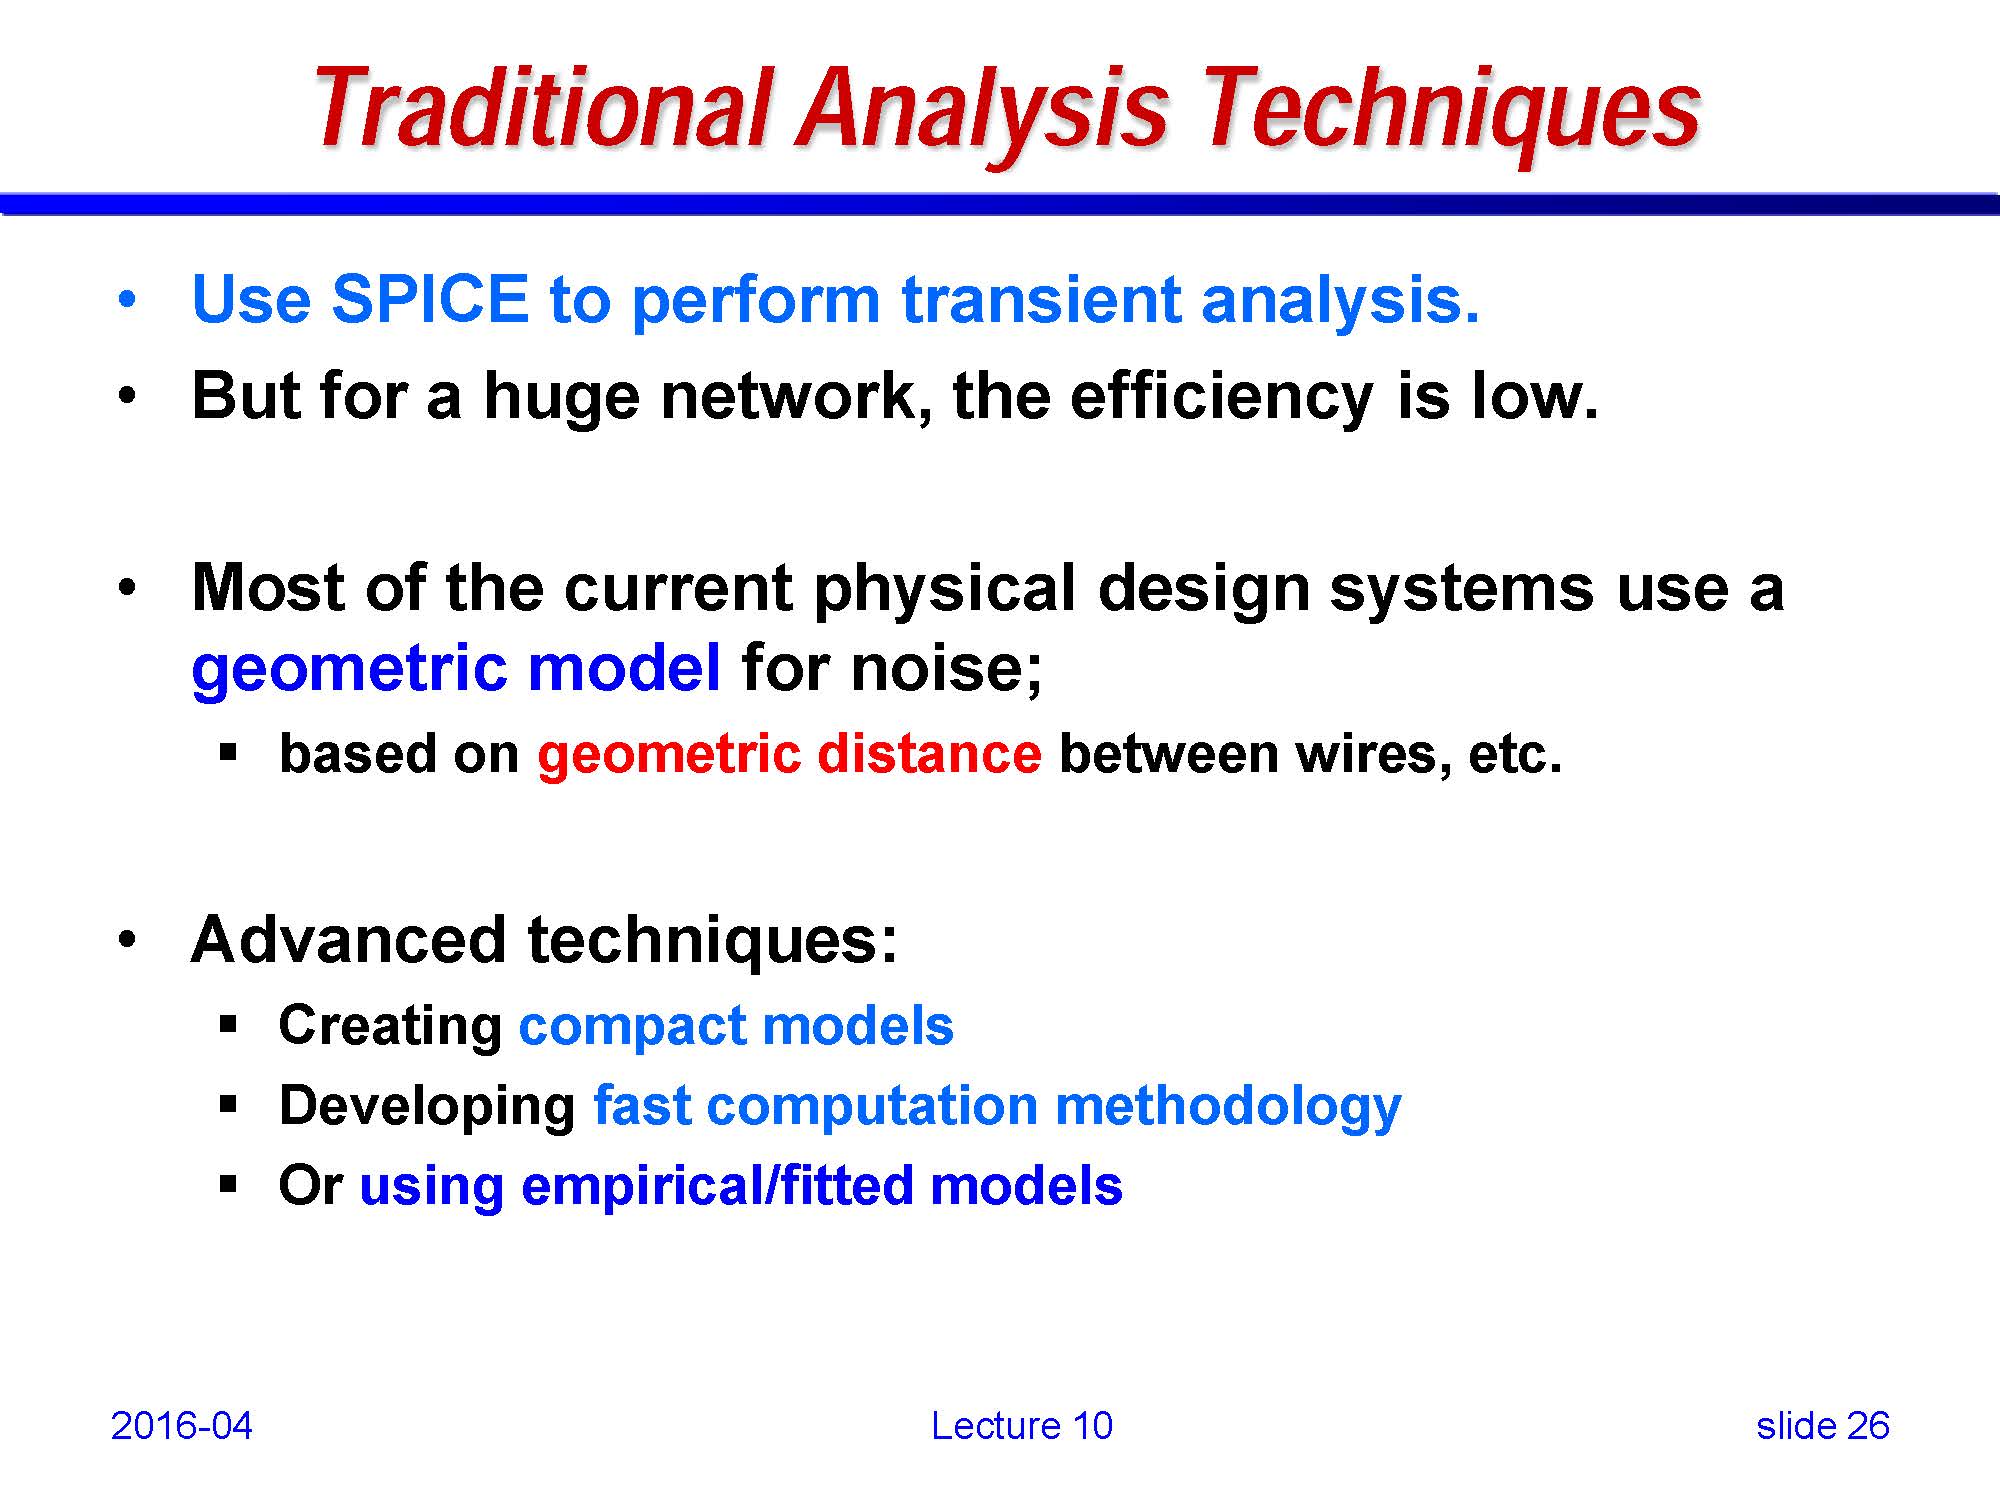 Traditional Analysis Techniques
• Use SPICE to perform transient analysis.
• But for a huge network, the efficiency is low.
• Most of the current physical design systems use a
geometric model for noise;
▪ based on geometric distance between wires, etc.
• Advanced techniques:
▪ Creating compact models
▪ Developing fast computation methodology
▪ Or using empirical/fitted models
2016-04
Lecture 10
slide 26